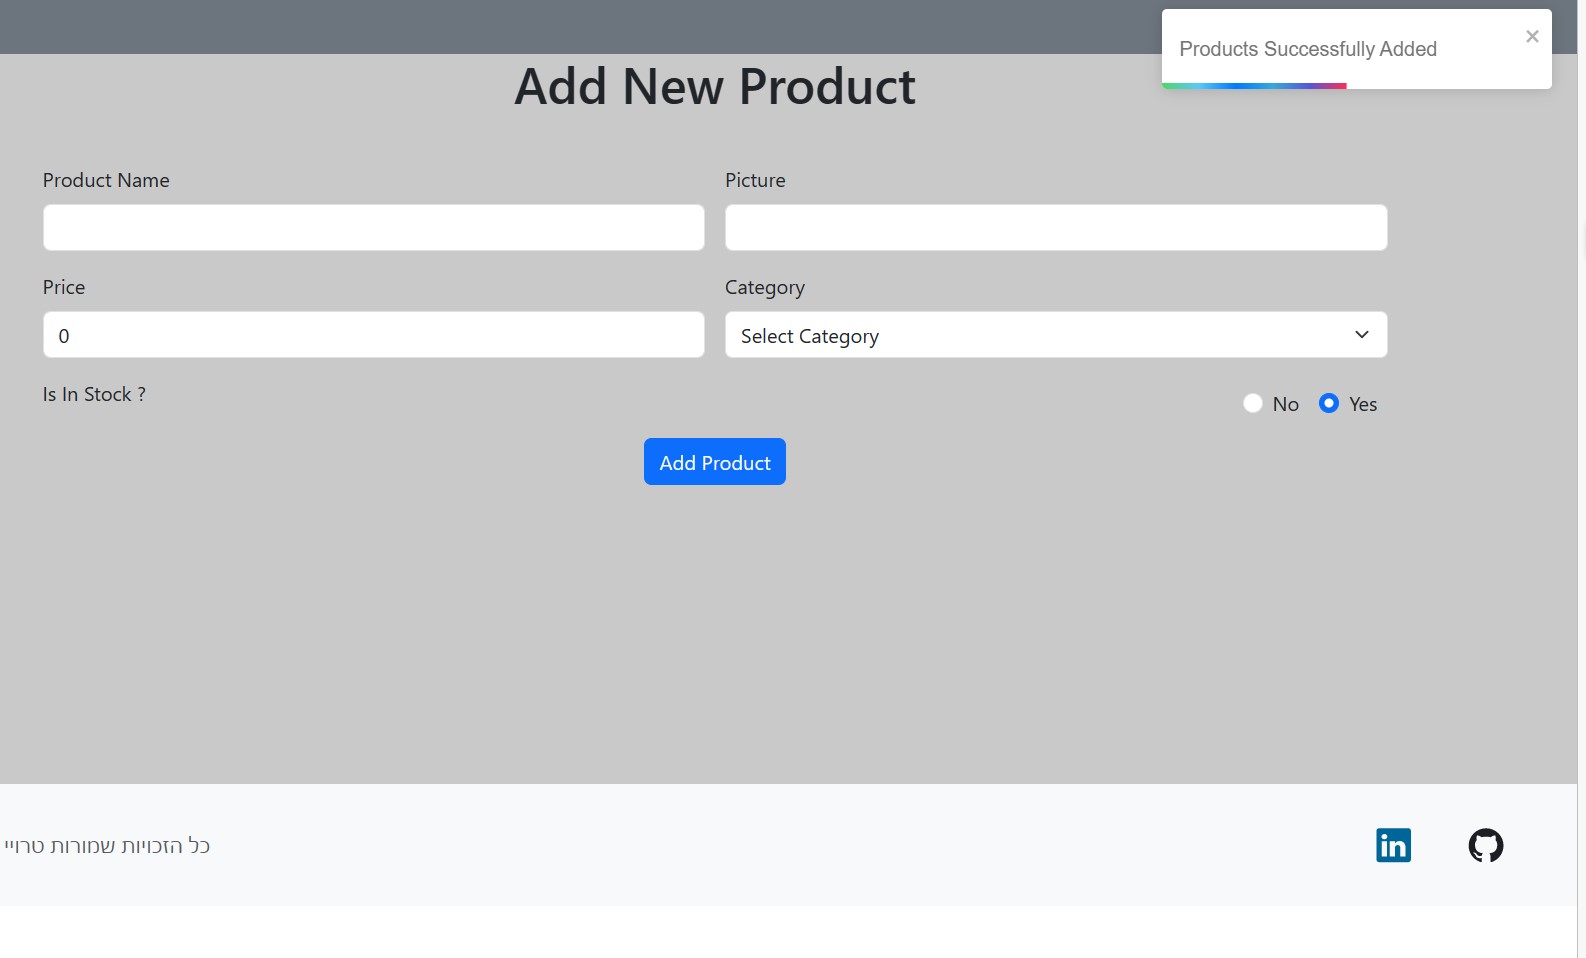 Products Successfully Added
Add New Product
Product Name
Picture
Price
Category
0
Select Category
Is In Stock ?
No
Yes
Add Product
כל הזכויות שמורות טרויי
in